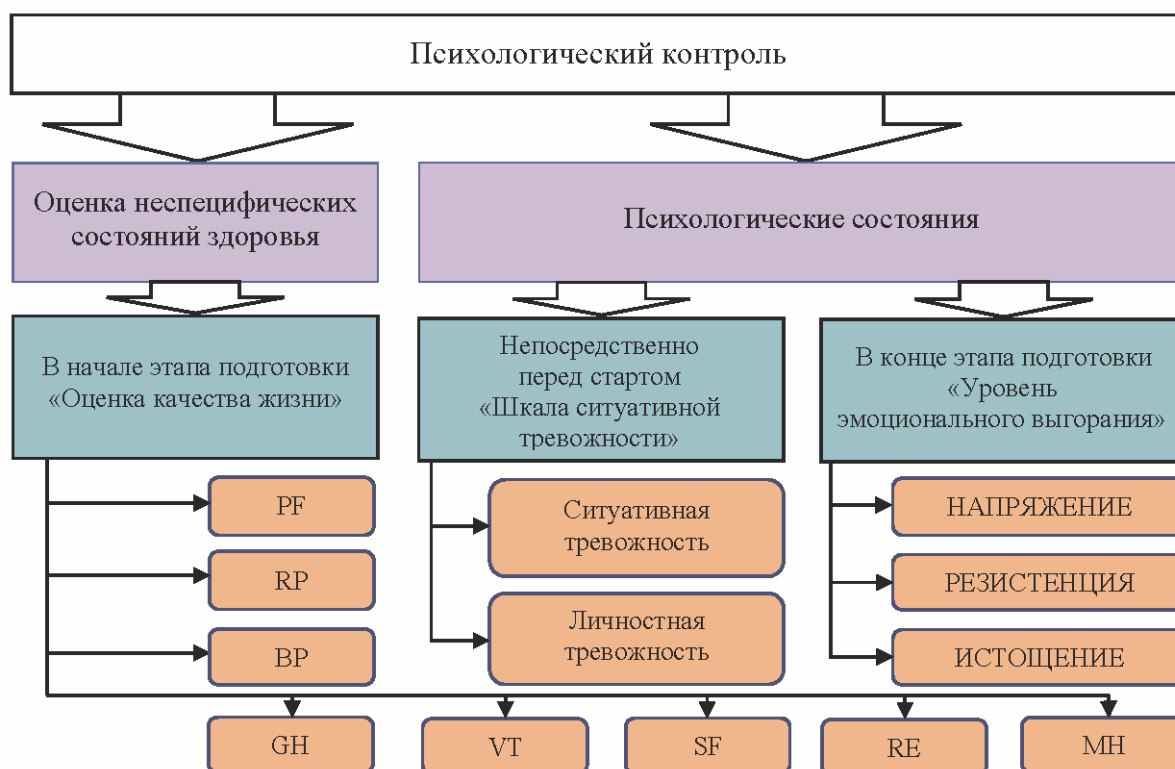 Психологический контроль
Оценка неспецифических
состояний здоровья
Психологические состояния
В начале этапа подготовки
«Оценка качества жизни»
Непосредственно
перед стартом
«Шкала ситуативной
тревожности»
В конце этапа подготовки
«Уровень
эмоционального выгорания»
PF
RP
BP
Ситуативная
тревожность
Личностная
тревожность
НАПРЯЖЕНИЕ
РЕЗИСТЕНЦИЯ
ИСТОЩЕНИЕ
GH
VT
SF
RE
MH